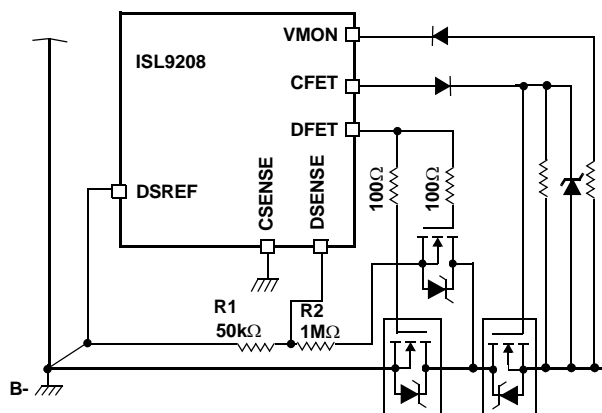 VMON
ISL9208
CFET
DFET
CSENSE
DSENSE
100Ω
100Ω
DSREF
R1
50kΩ
R2
1MΩ
B-